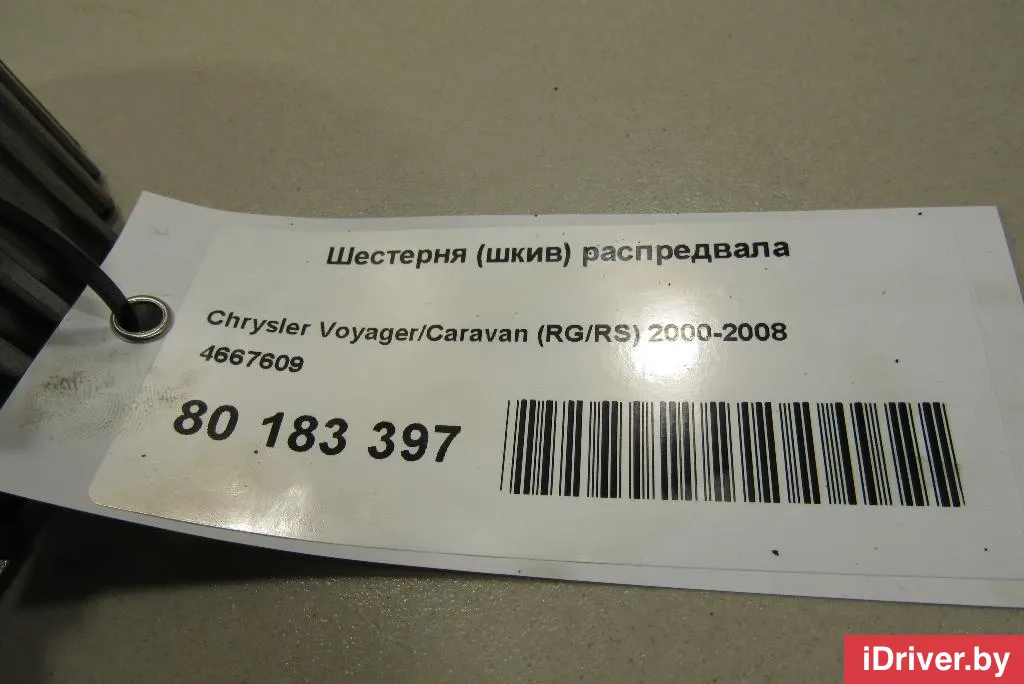 Шестерня (шкив) распредвала
Chrysler Voyager/Caravan (RG/RS) 2000-2008
4667609
80 183 397
iDriver.by